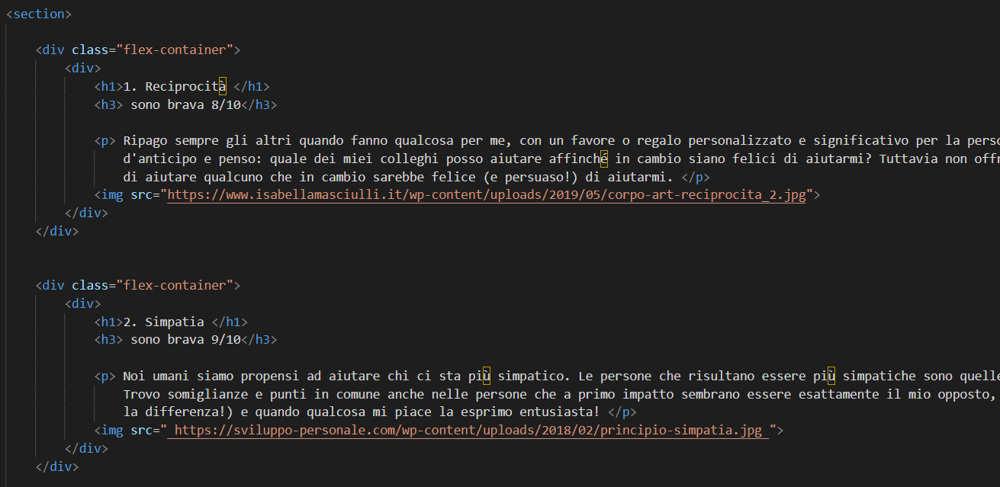 <section>
<div class="flex-container">
<div>
<h1>1. Reciprocità </h1>
<h3> sono brava 8/10</h3>
<p> Ripago sempre gli altri quando fanno qualcosa per me, con un favore o regalo personalizzato e significativo per la perso
d'anticipo e penso: quale dei miei colleghi posso aiutare affinché in cambio siano felici di aiutarmi? Tuttavia non offr
di aiutare qualcuno che in cambio sarebbe felice (e persuaso!) di aiutarmi. </p>
<img src="https://www.isabellamasciulli.it/wp-content/uploads/2019/05/corpo-art-reciprocita_2.jpg">
</div>
</div>
<div class="flex-container">
<div>
<h1>2. Simpatia </h1>
<h3> sono brava 9/10</h3>
<p> Noi umani siamo propensi ad aiutare chi ci sta più simpatico. Le persone che risultano essere più simpatiche sono quelle
Trovo somiglianze e punti in comune anche nelle persone che a primo impatto sembrano essere esattamente il mio opposto,
la differenza!) e quando qualcosa mi piace la esprimo entusiasta! </p>
<img src=" https://sviluppo-personale.com/wp-content/uploads/2018/02/principio-simpatia.jpg ">
</div>
</div>